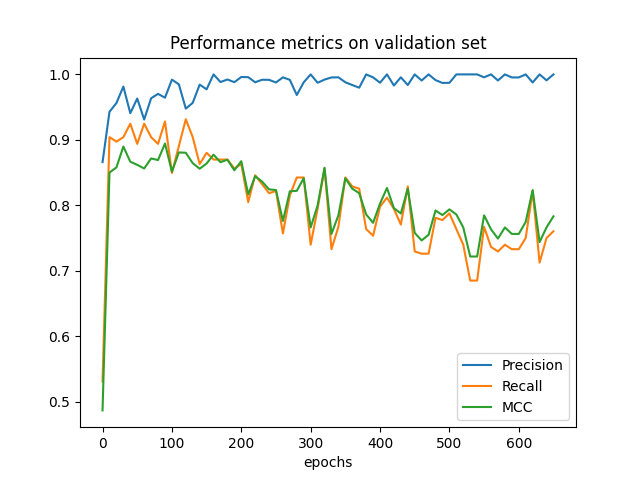 Performance metrics on validation set
1.0
0.9
0.8
0.7
0.6
0.5
0 100 200 300 400 500 600
epochs
Precision
Recall
MCC